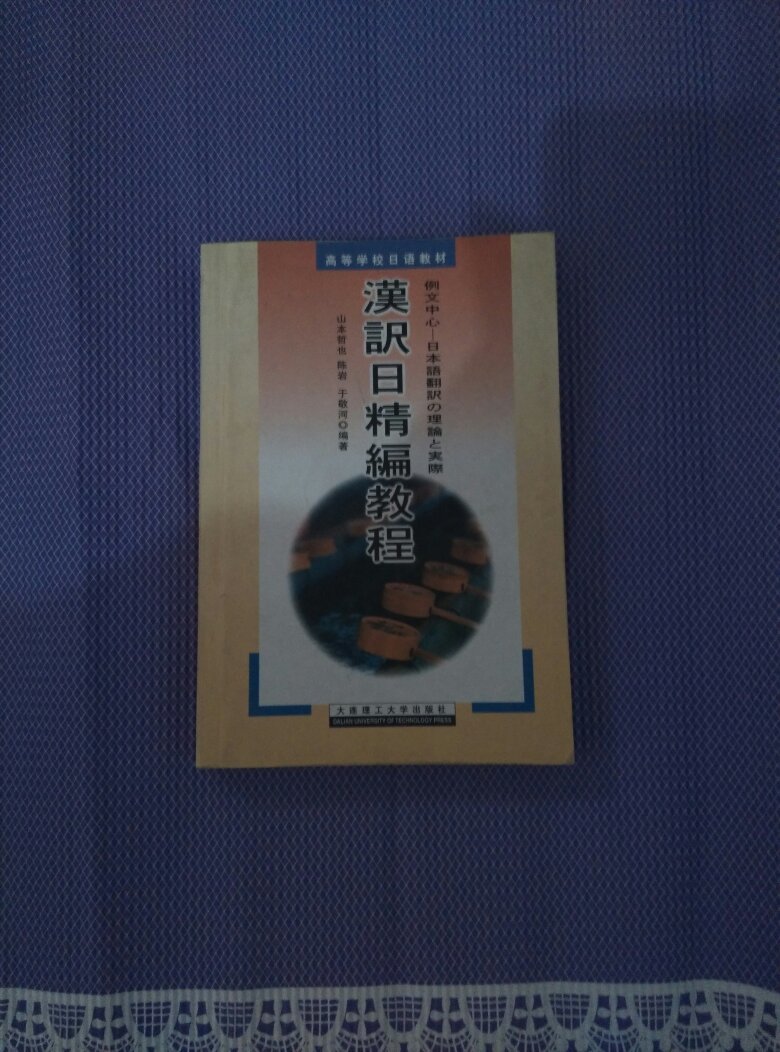 高等学校日语教材
例文中心—日本語翻訳の理論と実際
漢訳日精編教程
山本哲也 陈岩 于敬河◎编著
大连理工大学出版社
DALIAN UNIVERSITY OF TECHNOLOGY PRESS